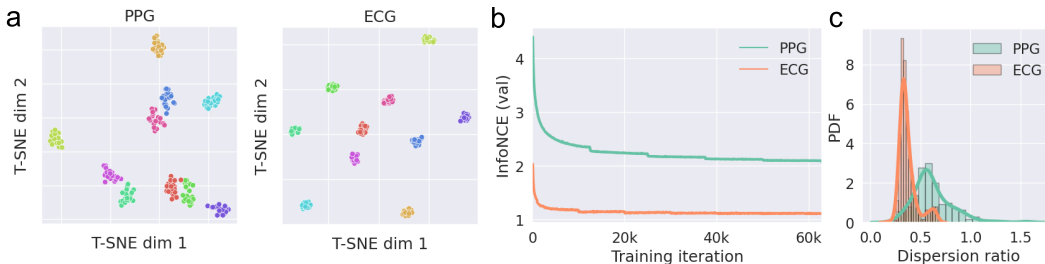 a
PPG
T-SNE dim 2
T-SNE dim 1
ECG
T-SNE dim 2
T-SNE dim 1
b
InfoNCE (val)
4
3
2
1
PPG
ECG
0
20k
40k
60k
Training iteration
c
PDF
8
6
4
2
0
PPG
ECG
0.0
0.5
1.0
1.5
Dispersion ratio